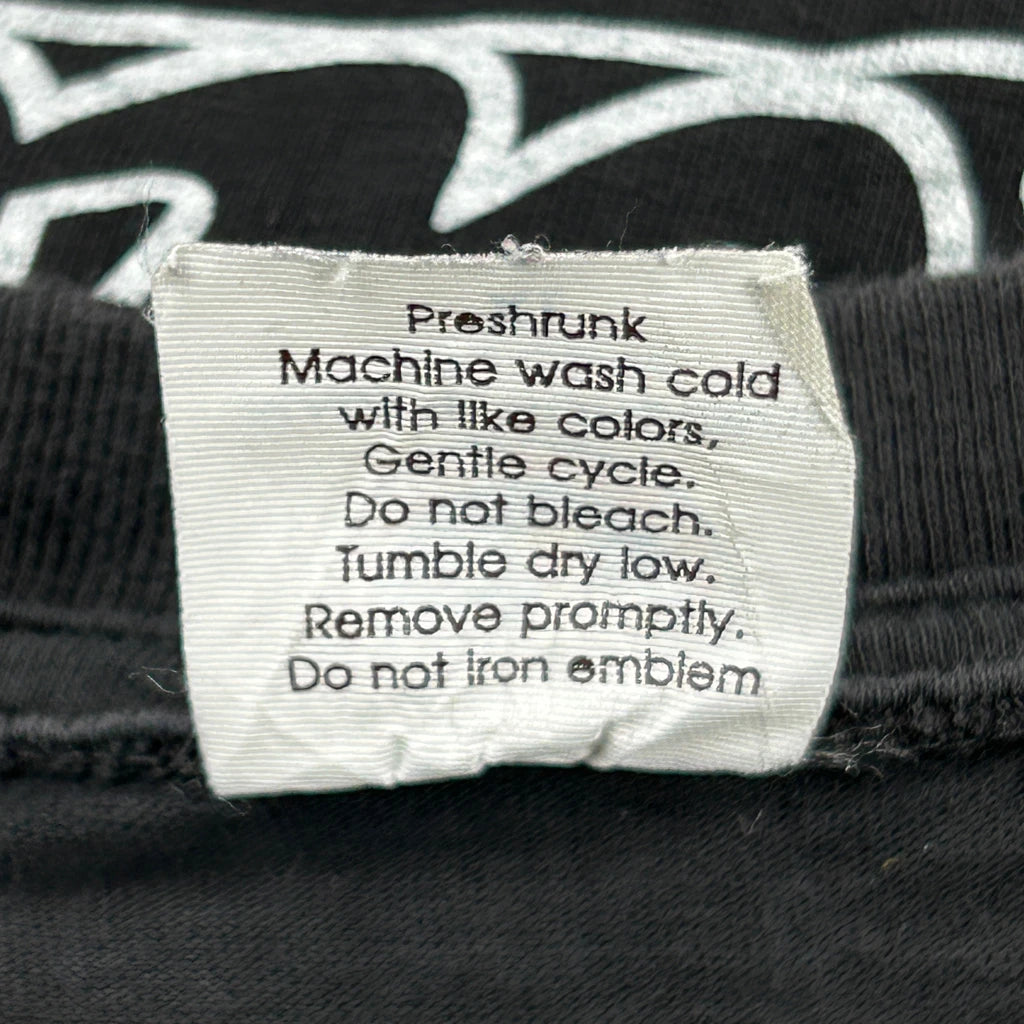 Preshrunk
Machine wash cold
with like colors,
Gentle cycle.
Do not bleach.
Tumble dry low.
Remove promptly.
Do not iron emblem